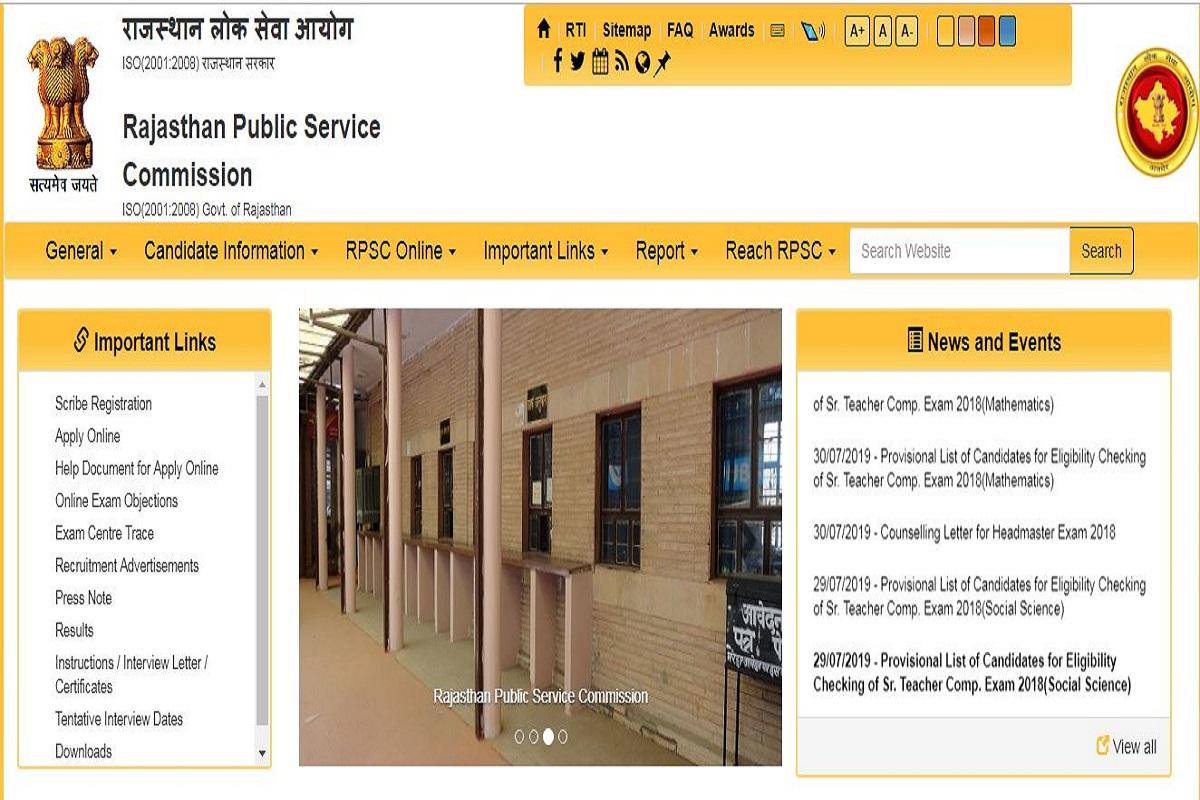 राजस्थान लोक सेवा आयोग
ISO(2001:2008) राजस्थान सरकार
Rajasthan Public Service
Commission
ISO(2001:2008) Govt. of Rajasthan
सत्यमेव जयते
RTI Sitemap FAQ Awards A+ A A-
General Candidate Information RPSC Online Important Links Report Reach RPSC Search Website Search
Important Links
Scribe Registration
Apply Online
Help Document for Apply Online
Online Exam Objections
Exam Centre Trace
Recruitment Advertisements
Press Note
Results
Instructions / Interview Letter /
Certificates
Tentative Interview Dates
Downloads
आवेदन
पत्र
Rajasthan Public Service Commission
News and Events
of Sr. Teacher Comp. Exam 2018(Mathematics)
30/07/2019 - Provisional List of Candidates for Eligibility Checking
of Sr. Teacher Comp. Exam 2018(Mathematics)
30/07/2019 - Counselling Letter for Headmaster Exam 2018
29/07/2019 - Provisional List of Candidates for Eligibility Checking
of Sr. Teacher Comp. Exam 2018(Social Science)
29/07/2019 - Provisional List of Candidates for Eligibility
Checking of Sr. Teacher Comp. Exam 2018(Social Science)
View all